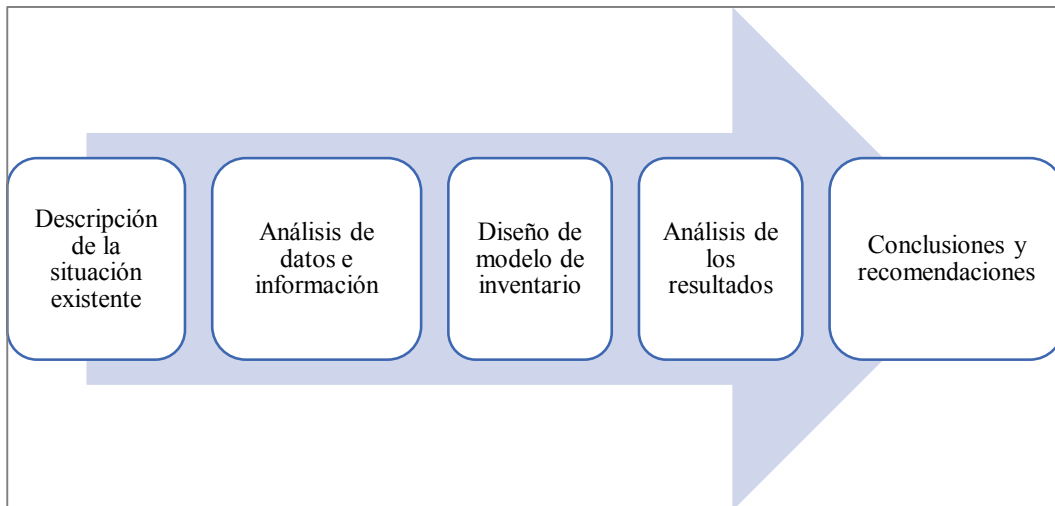 Descripción
de la
situación
existente
Análisis de
datos e
información
Diseño de
modelo de
inventario
Análisis de
los
resultados
Conclusiones y
recomendaciones